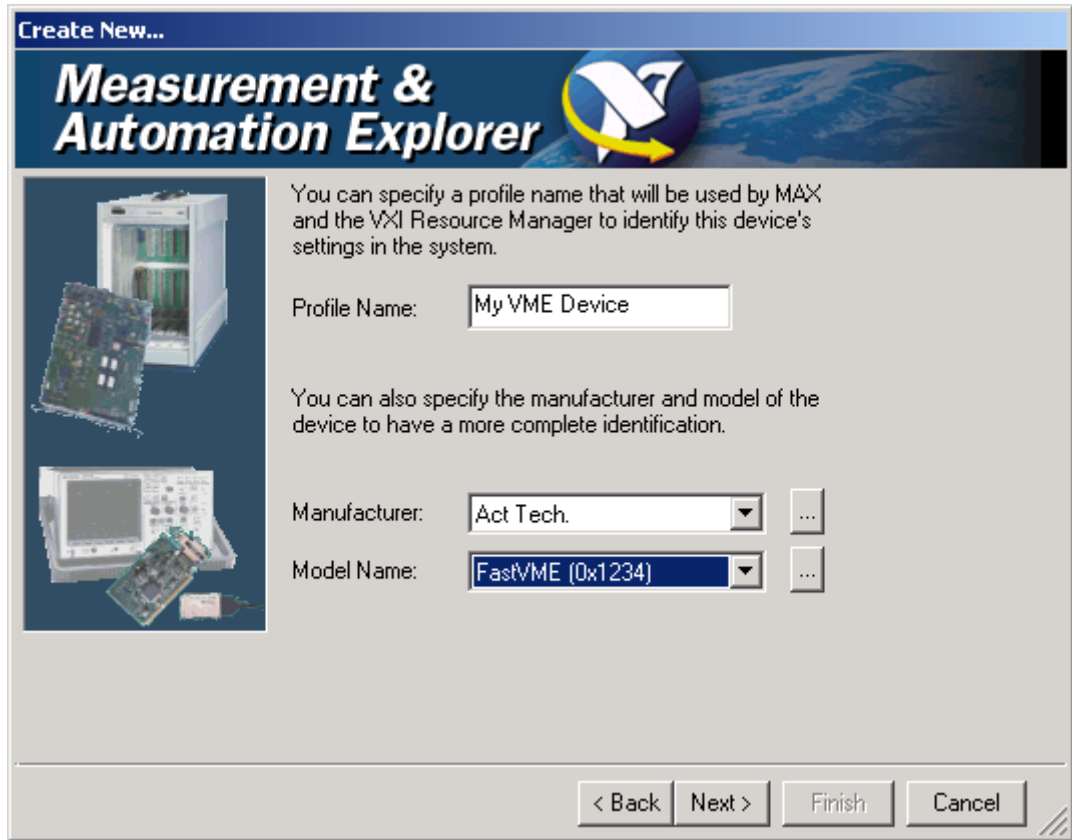 Create New...
Measurement &
Automation Explorer
You can specify a profile name that will be used by MAX
and the VXI Resource Manager to identify this device's
settings in the system.
Profile Name:
My VME Device
You can also specify the manufacturer and model of the
device to have a more complete identification.
Manufacturer:
Act Tech.
...
Model Name:
FastVME (0x1234)
...
< Back
Next >
Finish
Cancel